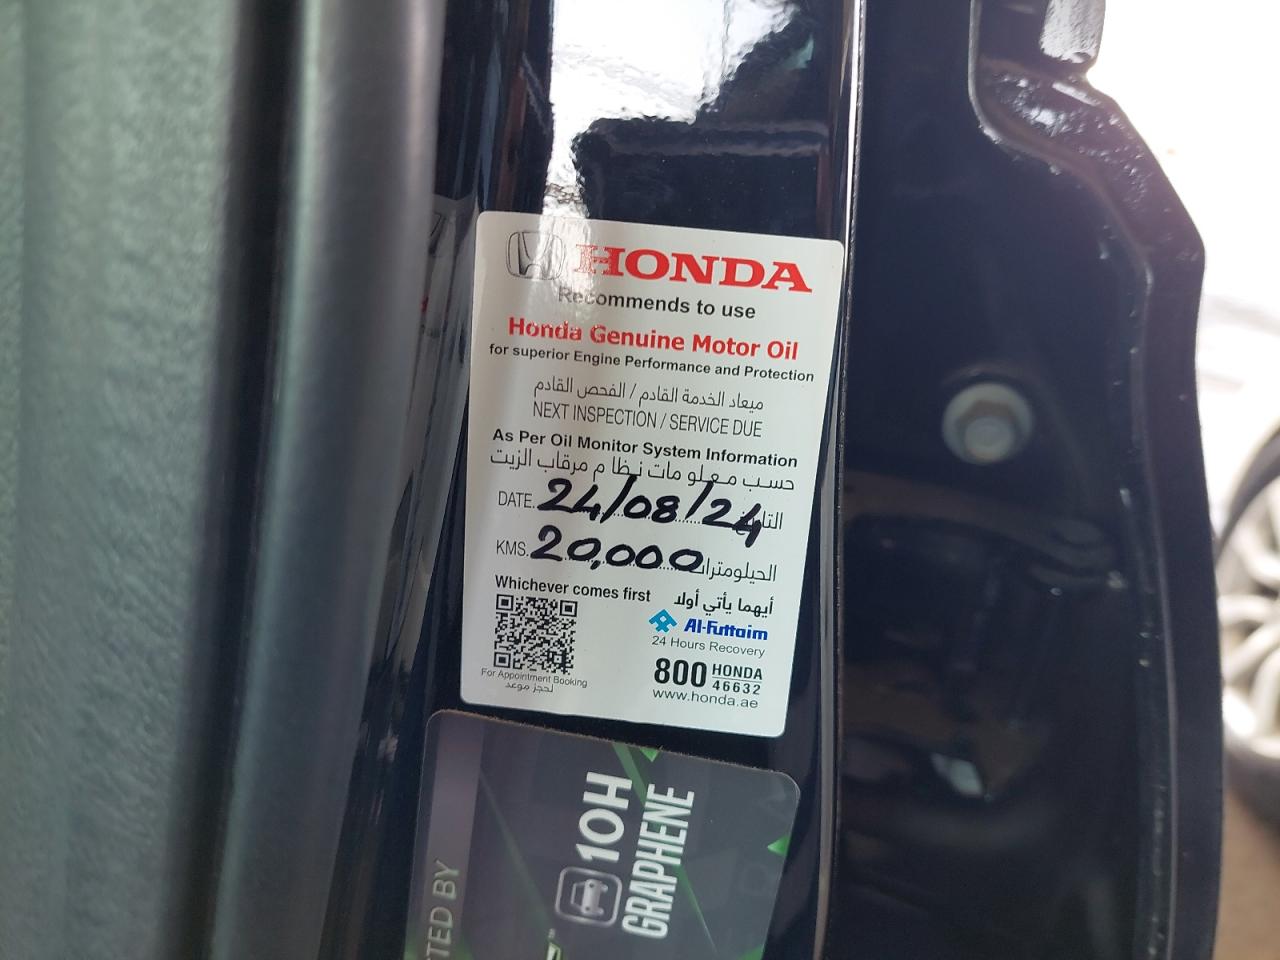 HONDA
Recommends to use
Honda Genuine Motor Oil
for superior Engine Performance and Protection
ميعاد الخدمة القادم / الفحص القادم
NEXT INSPECTION / SERVICE DUE
As Per Oil Monitor System Information
حسب معلومات نظام مرقاب الزيت
DATE. 24/08/24 التاريخ
KMS. 20,000 الكيلومترات
Whichever comes first أيهما يأتي أولا
Al-Futtaim
24 Hours Recovery
For Appointment Booking
لحجز موعد
800 HONDA
46632
www.honda.ae
10H
GRAPHENE
TED BY